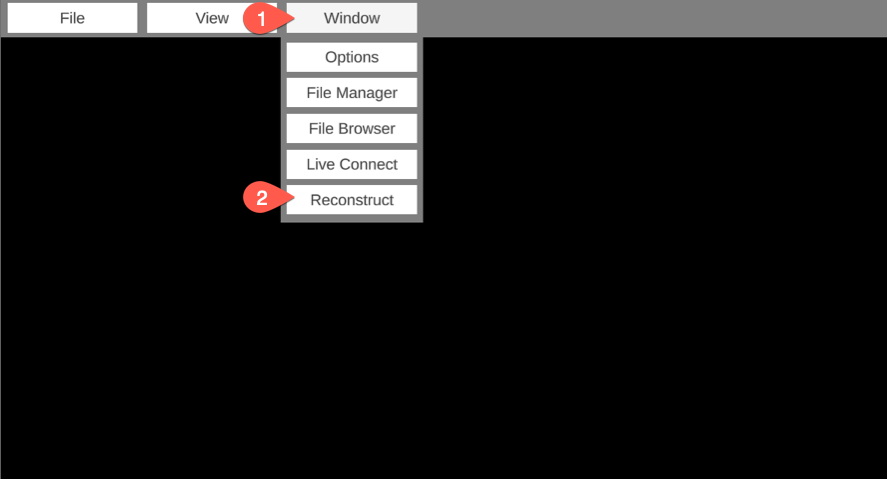 File View 1 Window
Options
File Manager
File Browser
Live Connect
2 Reconstruct